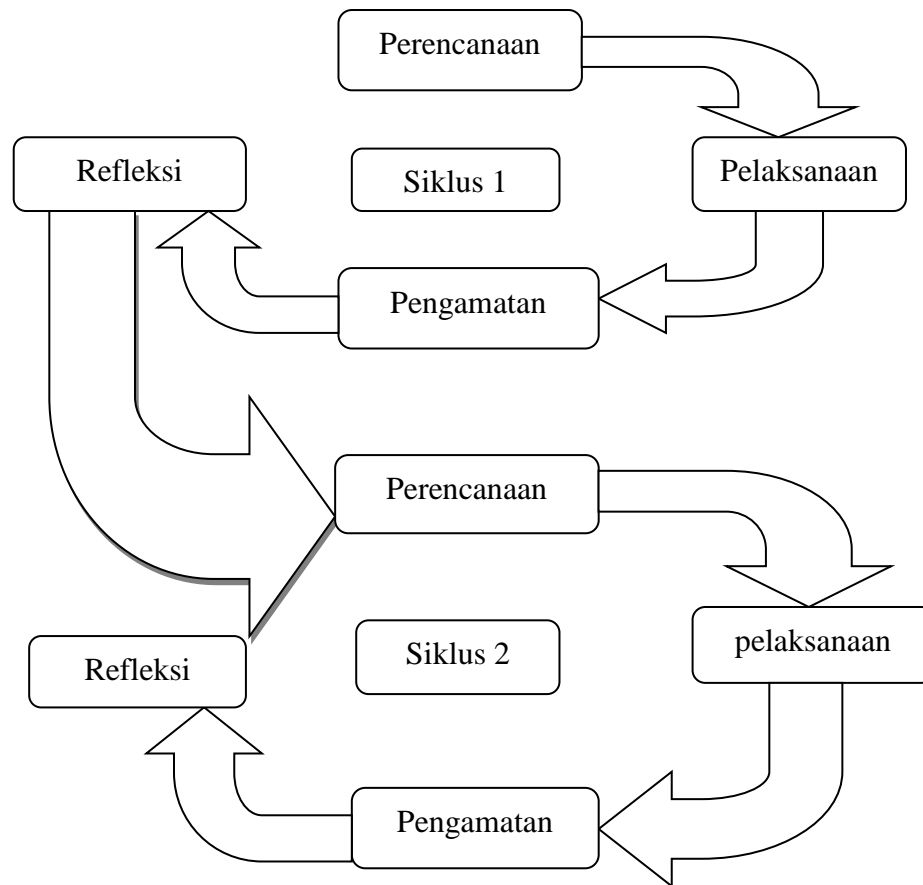 Perencanaan
Refleksi
Siklus 1
Pelaksanaan
Pengamatan
Perencanaan
Refleksi
Siklus 2
pelaksanaan
Pengamatan